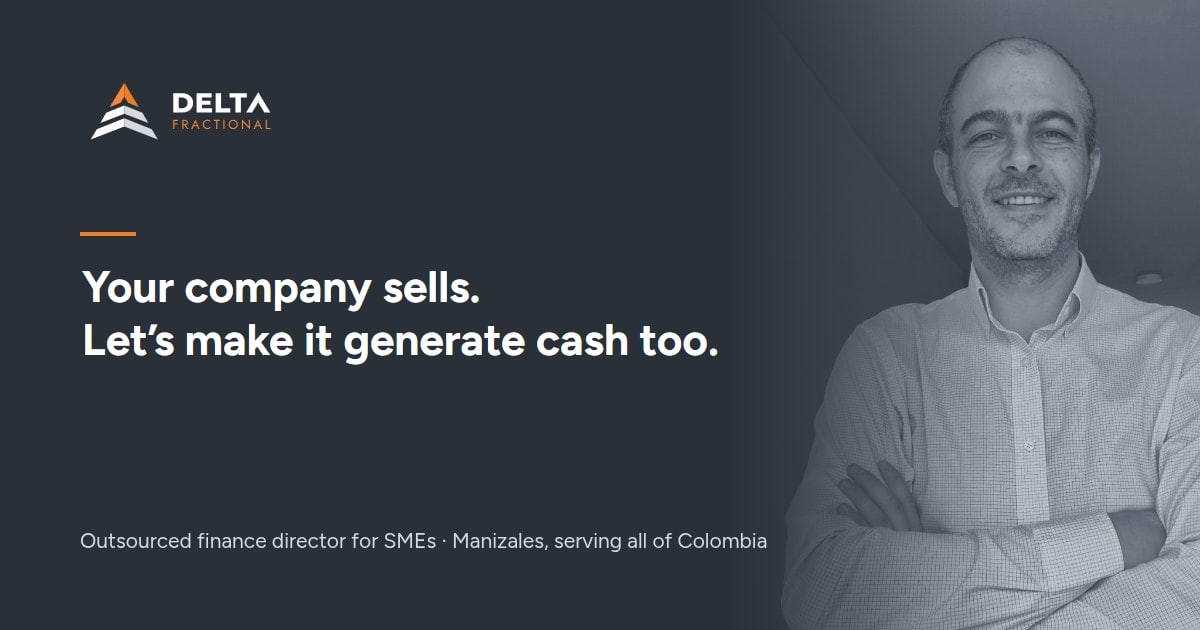 DELTA
FRACTIONAL
Your company sells.
Let’s make it generate cash too.
Outsourced finance director for SMEs · Manizales, serving all of Colombia